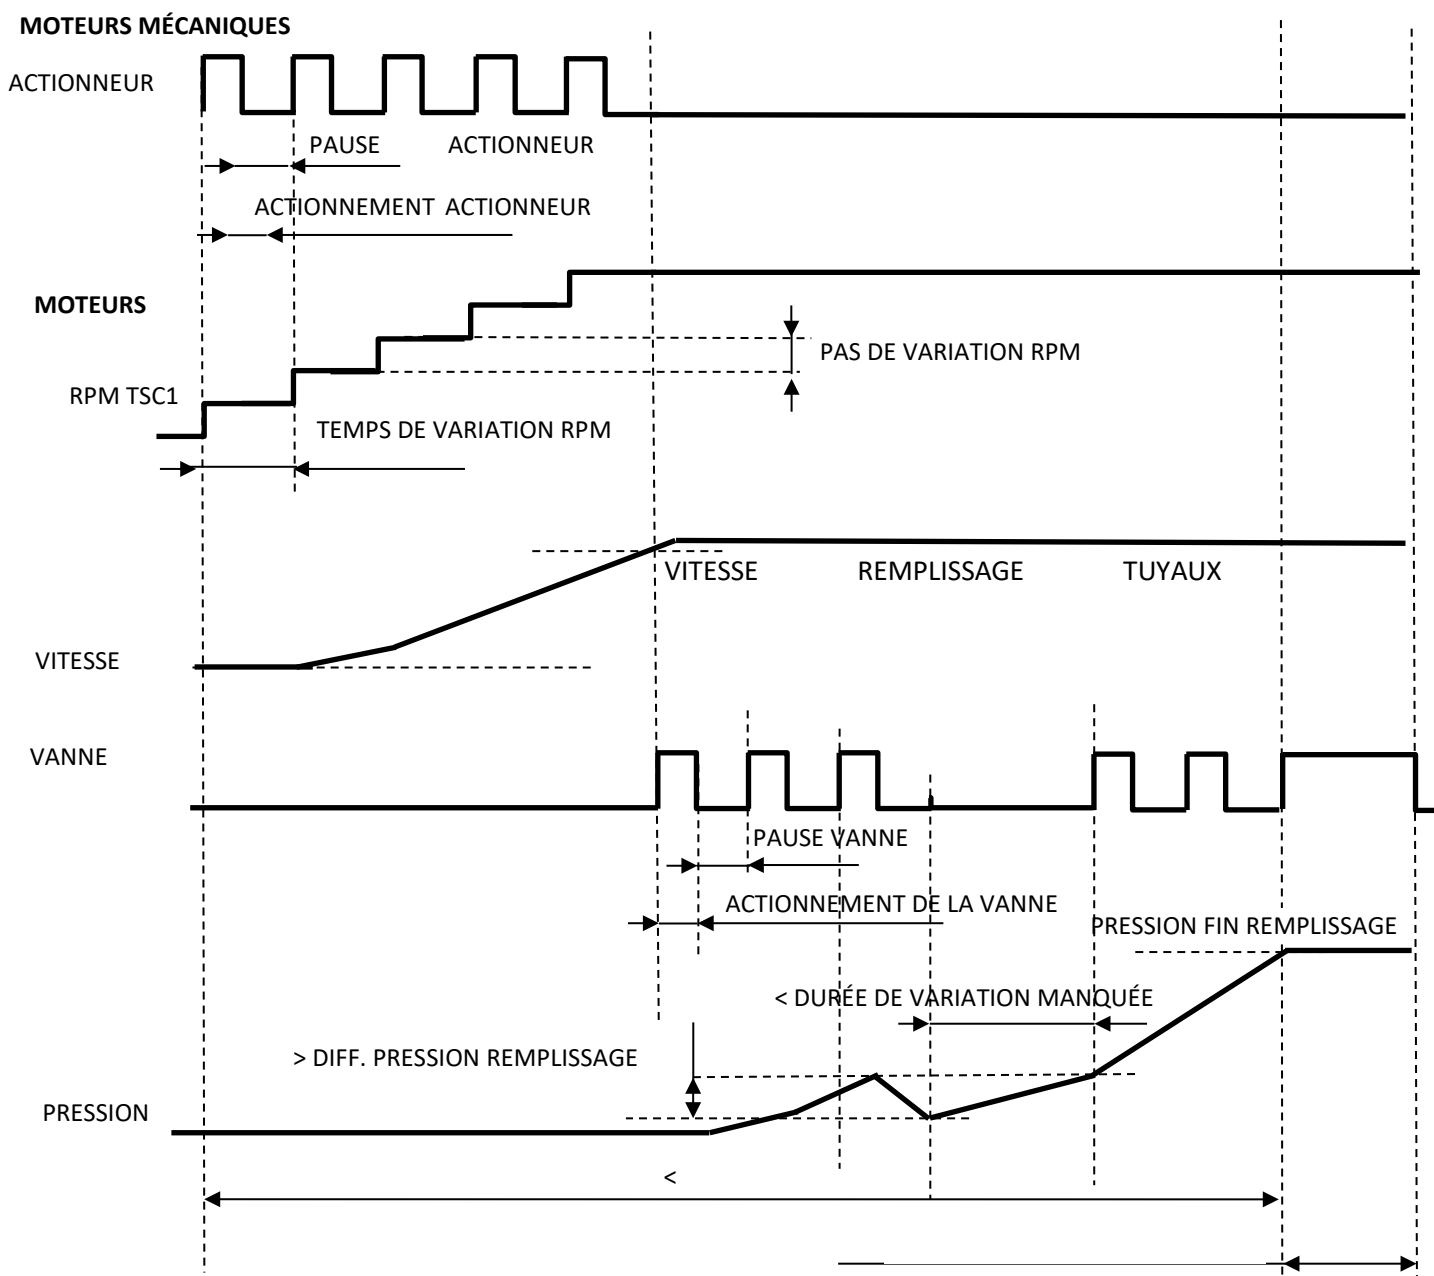 MOTEURS MÉCANIQUES
ACTIONNEUR
PAUSE ACTIONNEUR
ACTIONNEMENT ACTIONNEUR
MOTEURS
PAS DE VARIATION RPM
RPM TSC1
TEMPS DE VARIATION RPM
VITESSE REMPLISSAGE TUYAUX
VITESSE
VANNE
PAUSE VANNE
ACTIONNEMENT DE LA VANNE
PRESSION FIN REMPLISSAGE
< DURÉE DE VARIATION MANQUÉE
> DIFF. PRESSION REMPLISSAGE
PRESSION
<